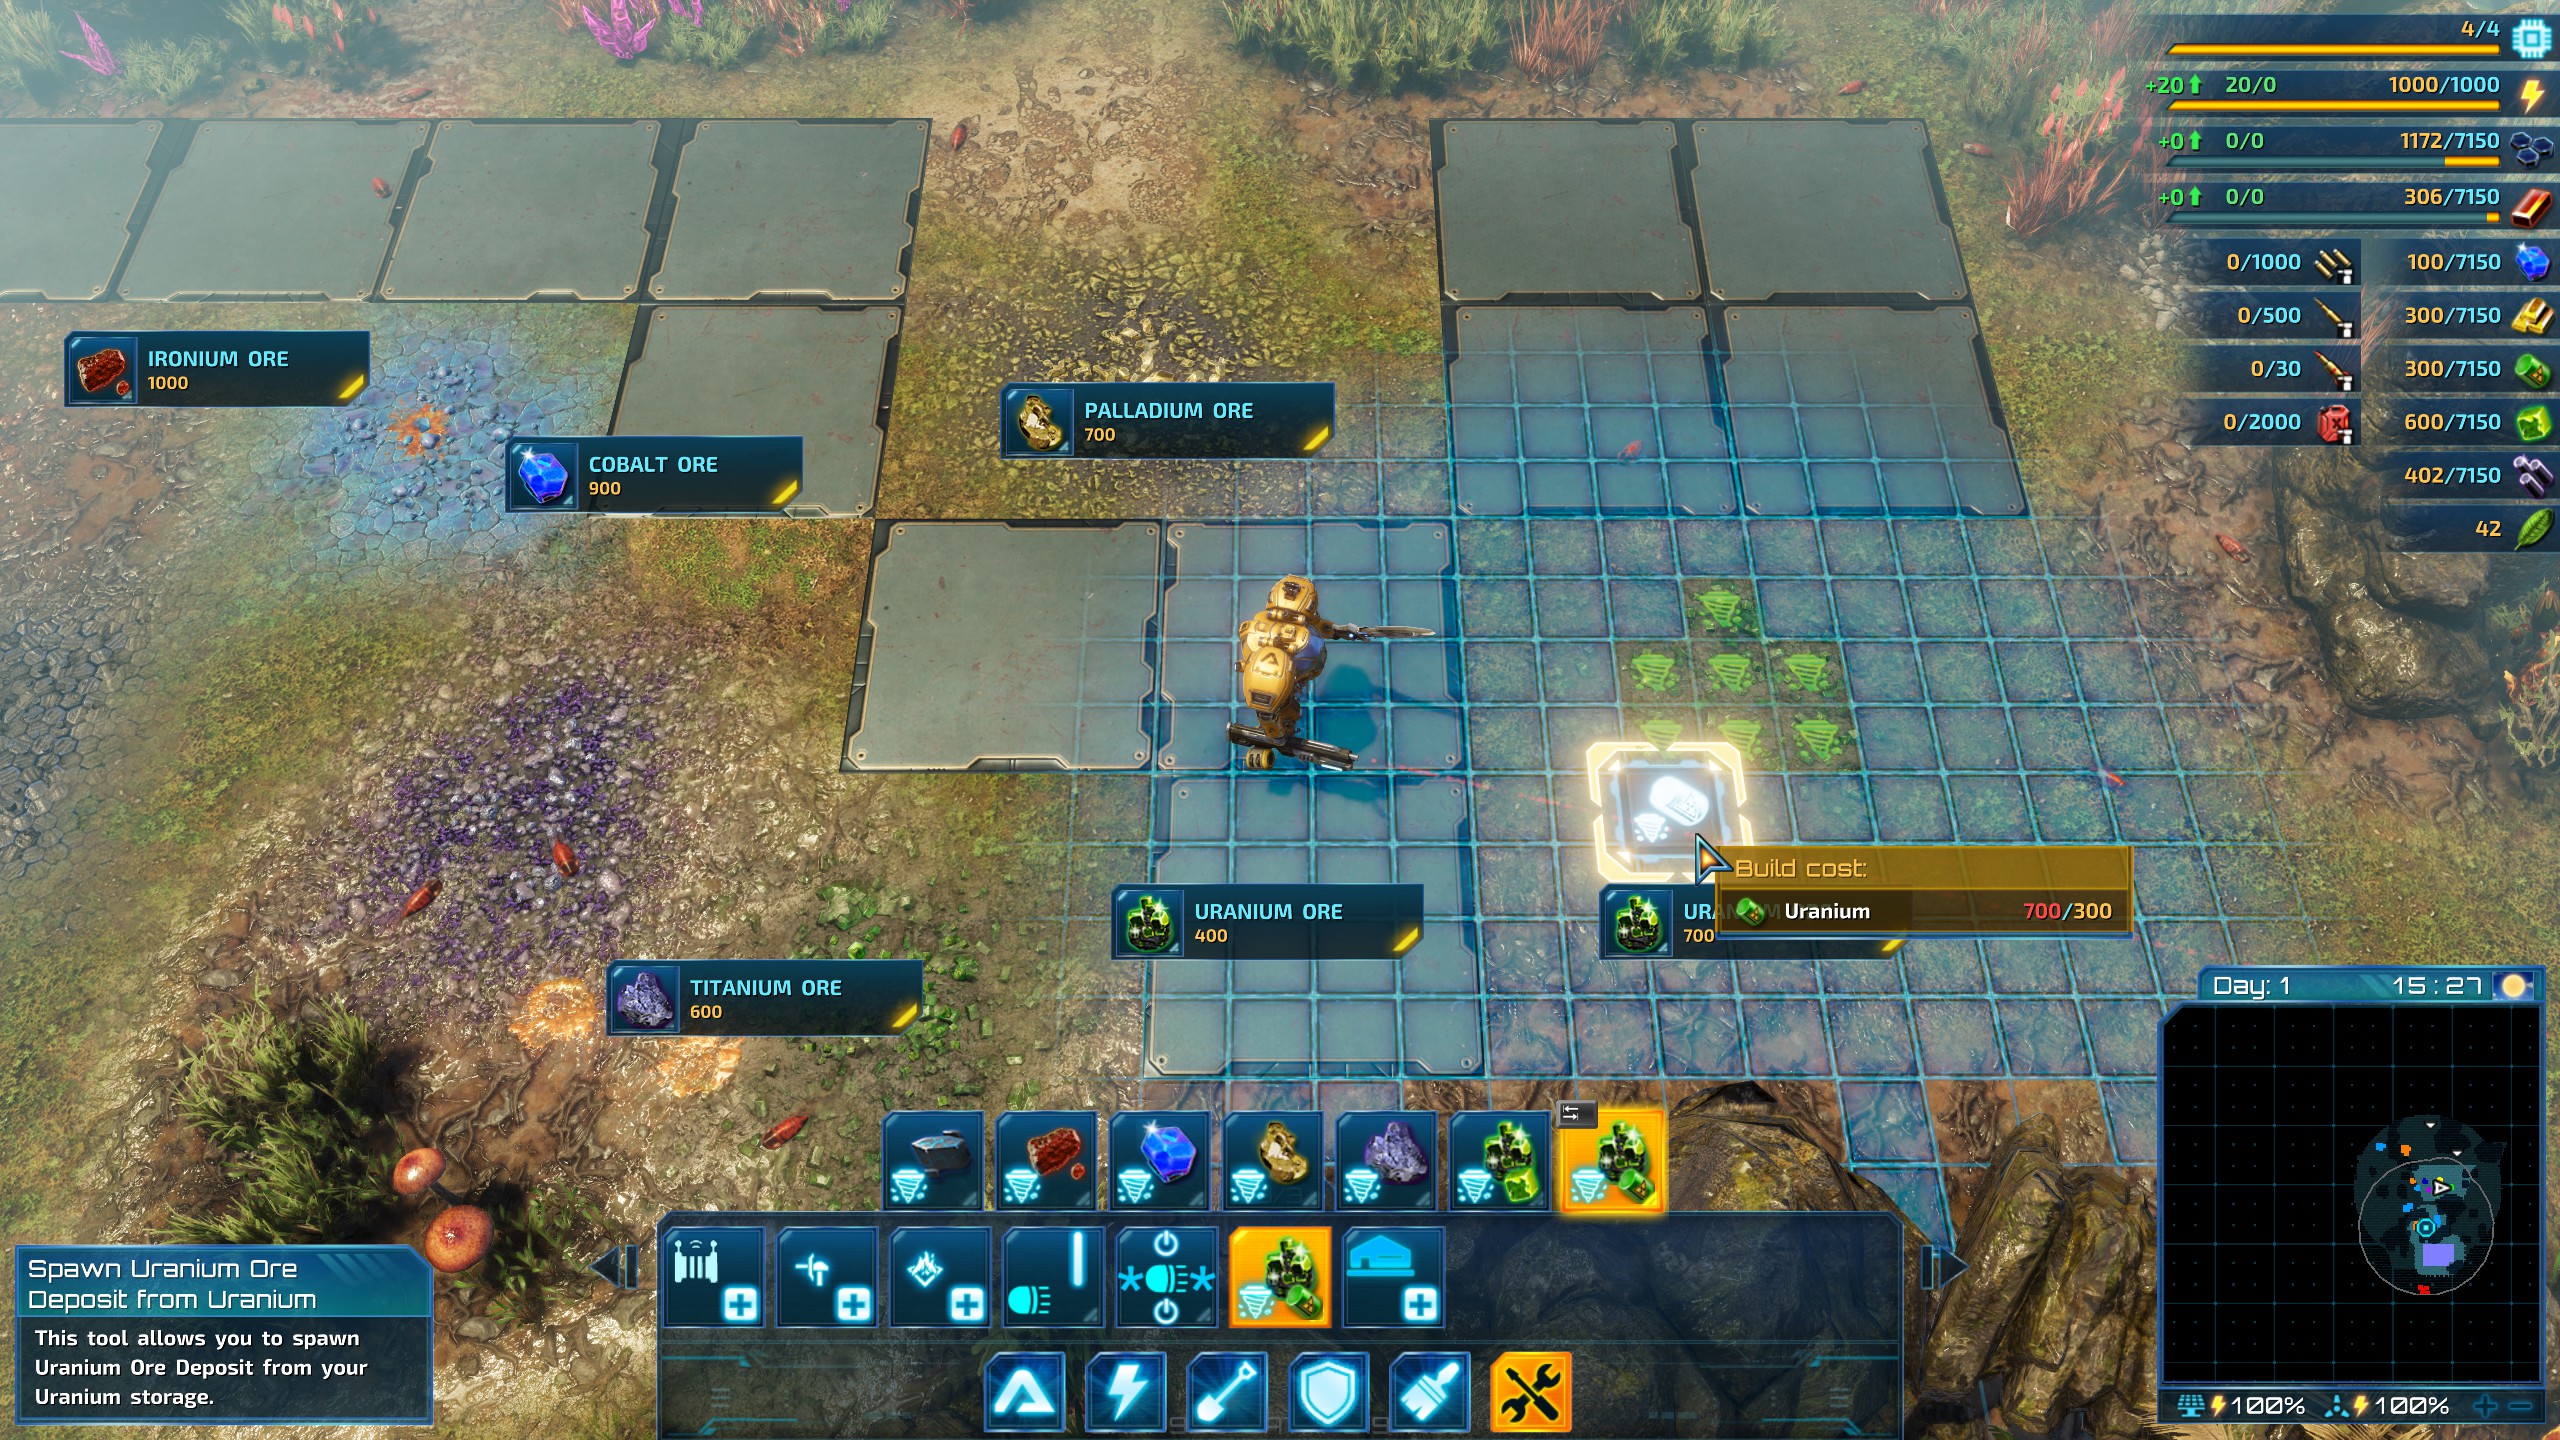 4/4
+20 20/0 1000/1000
+0 0/0 1172/7150
+0 0/0 306/7150
0/1000 100/7150
0/500 300/7150
0/30 300/7150
0/2000 600/7150
402/7150
42
IRONIUM ORE
1000
PALLADIUM ORE
700
COBALT ORE
900
Build cost:
Uranium 700/300
URANIUM ORE
400
700
TITANIUM ORE
600
Day: 1 15:27
Spawn Uranium Ore
Deposit from Uranium
This tool allows you to spawn
Uranium Ore Deposit from your
Uranium storage.
100% 100%